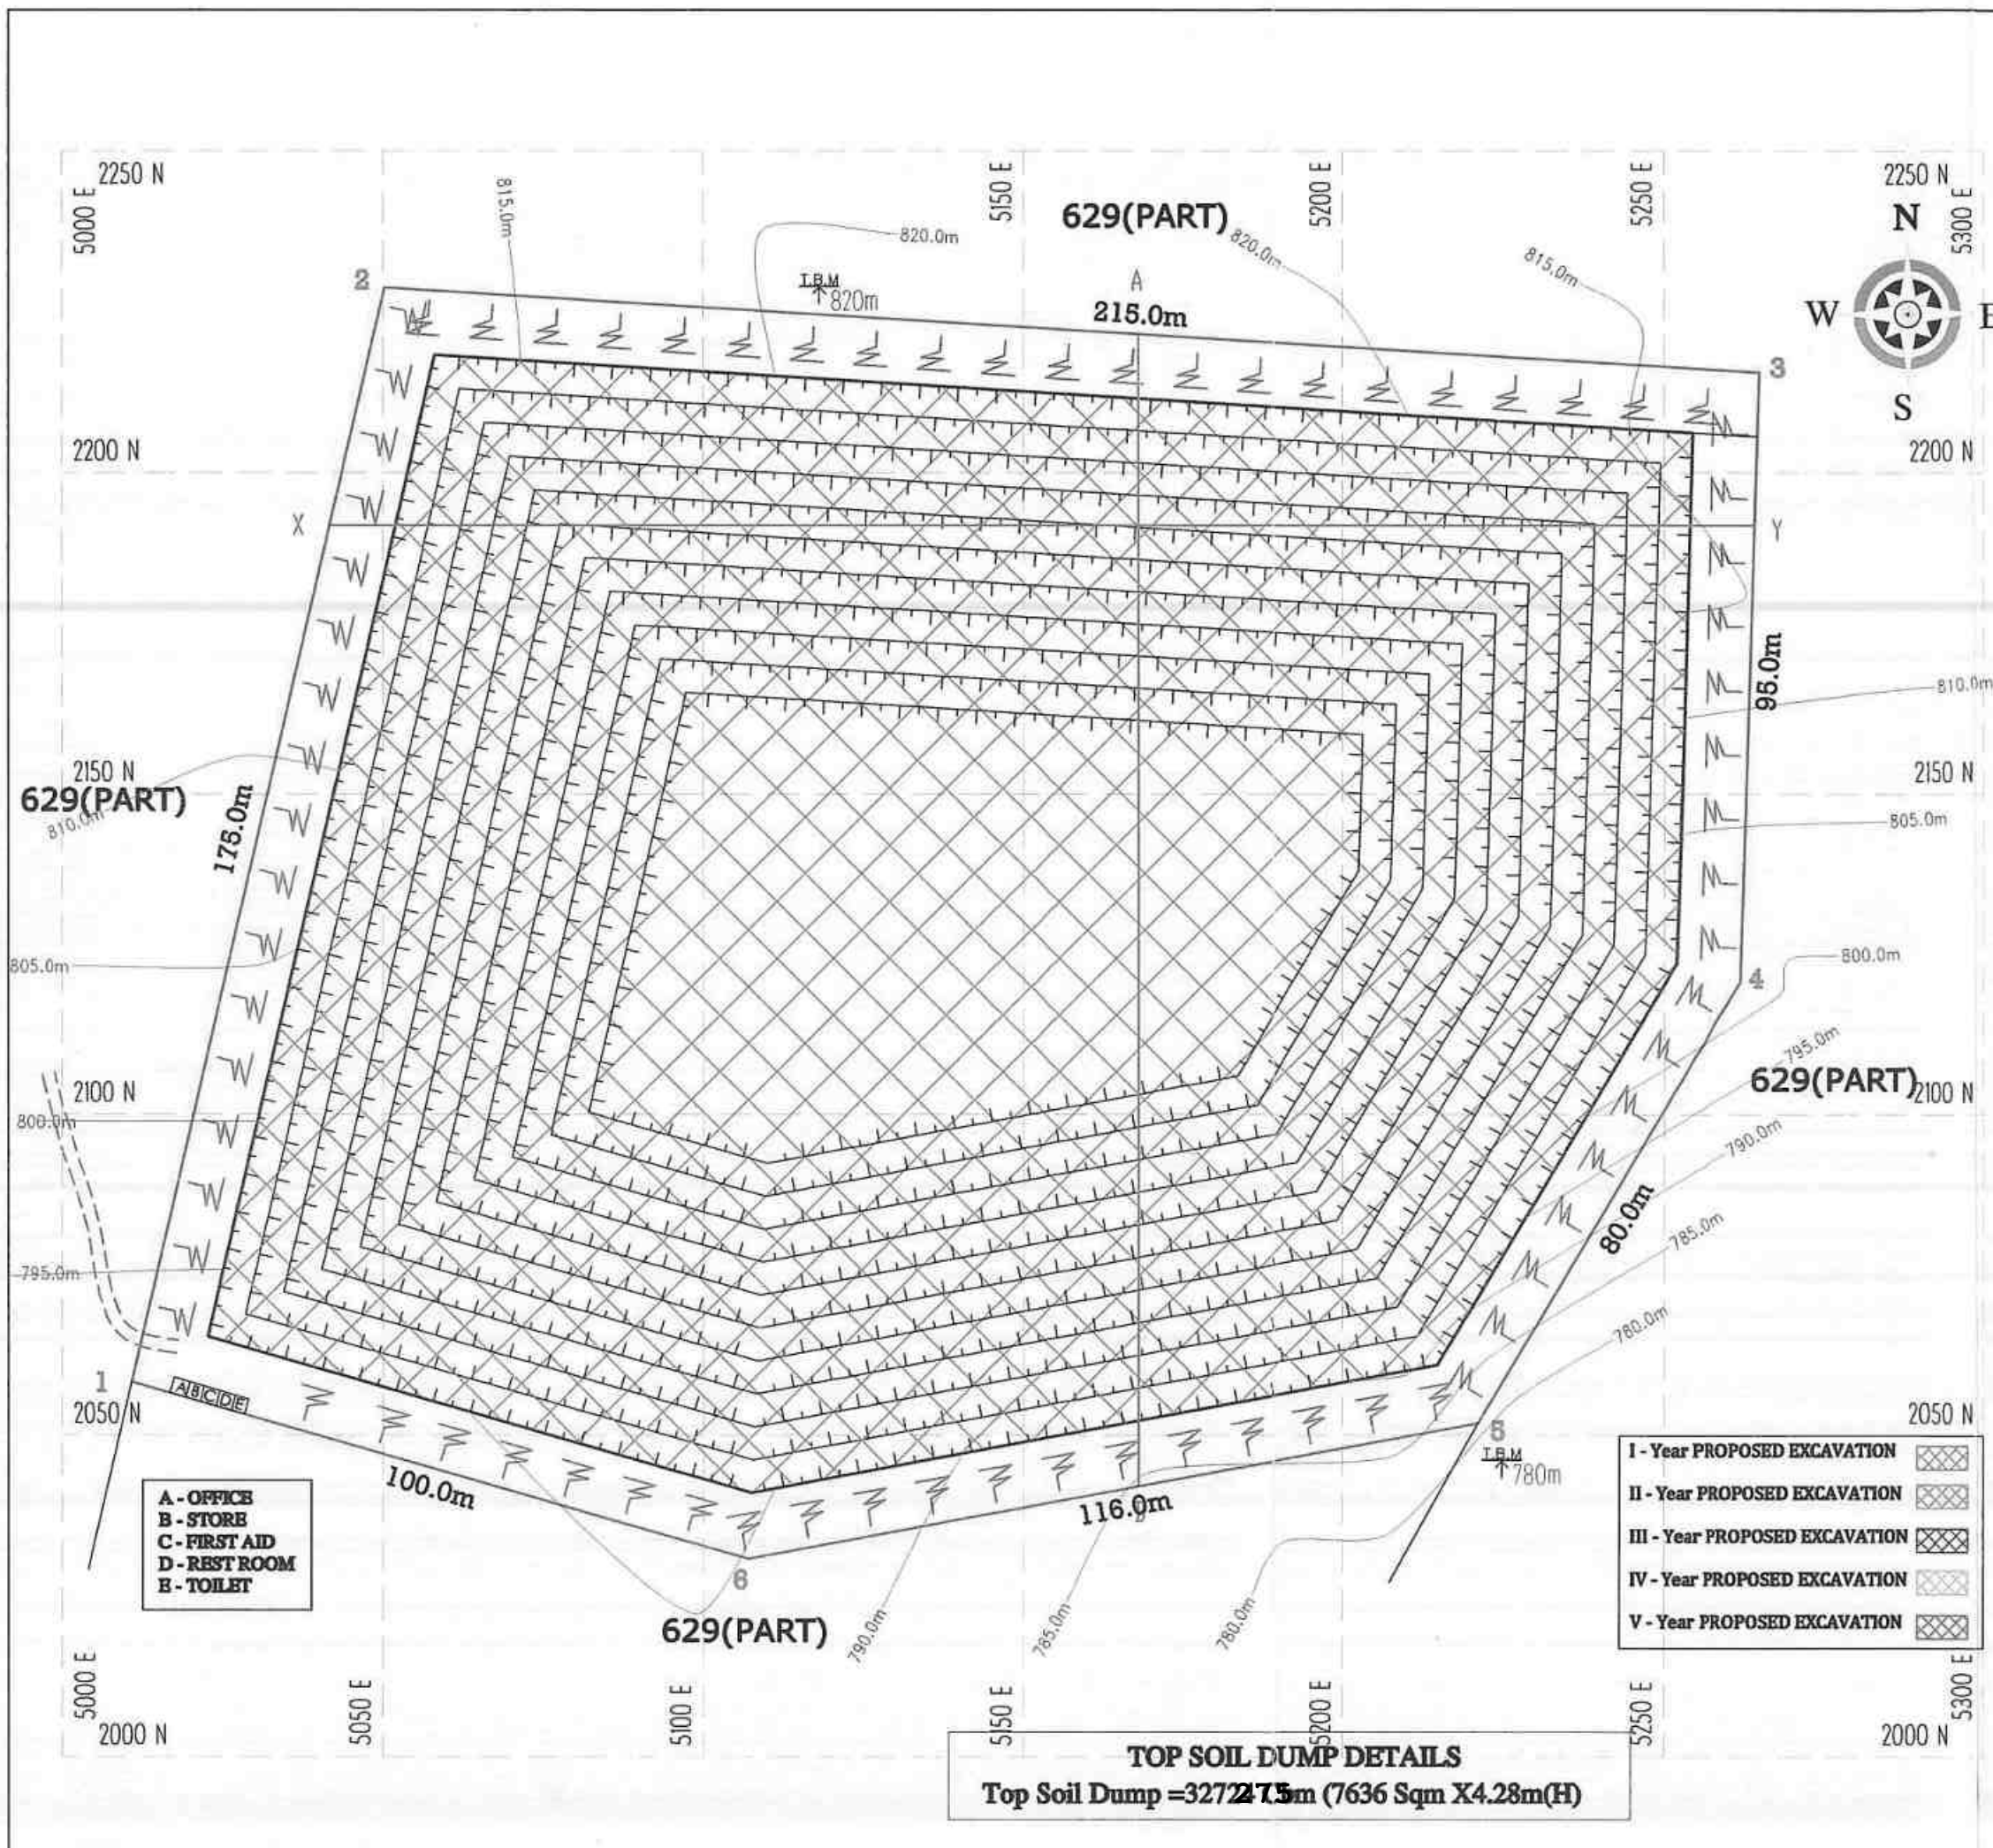 2250 N
5000 E
815.0m
820.0m
5150 E
629(PART)
820.0m
5200 E
815.0m
5250 E
2250 N
5300 E
N
W
E
S
2
T.B.M
820m
A
215.0m
3
2200 N
2200 N
X
Y
95.0m
810.0m
2150 N
2150 N
629(PART)
810.0m
175.0m
805.0m
805.0m
800.0m
4
795.0m
629(PART)
2100 N
2100 N
800.0m
790.0m
80.0m
785.0m
795.0m
780.0m
1
A B C D E
2050 N
2050 N
5
T.B.M
780m
100.0m
116.0m
6
629(PART)
790.0m
785.0m
780.0m
A - OFFICE
B - STORE
C - FIRST AID
D - REST ROOM
E - TOILET
I - Year PROPOSED EXCAVATION
II - Year PROPOSED EXCAVATION
III - Year PROPOSED EXCAVATION
IV - Year PROPOSED EXCAVATION
V - Year PROPOSED EXCAVATION
5000 E
5050 E
5100 E
5150 E
5200 E
5250 E
5300 E
2000 N
2000 N
TOP SOIL DUMP DETAILS
Top Soil Dump (7636 Sqm X4.28m(H)